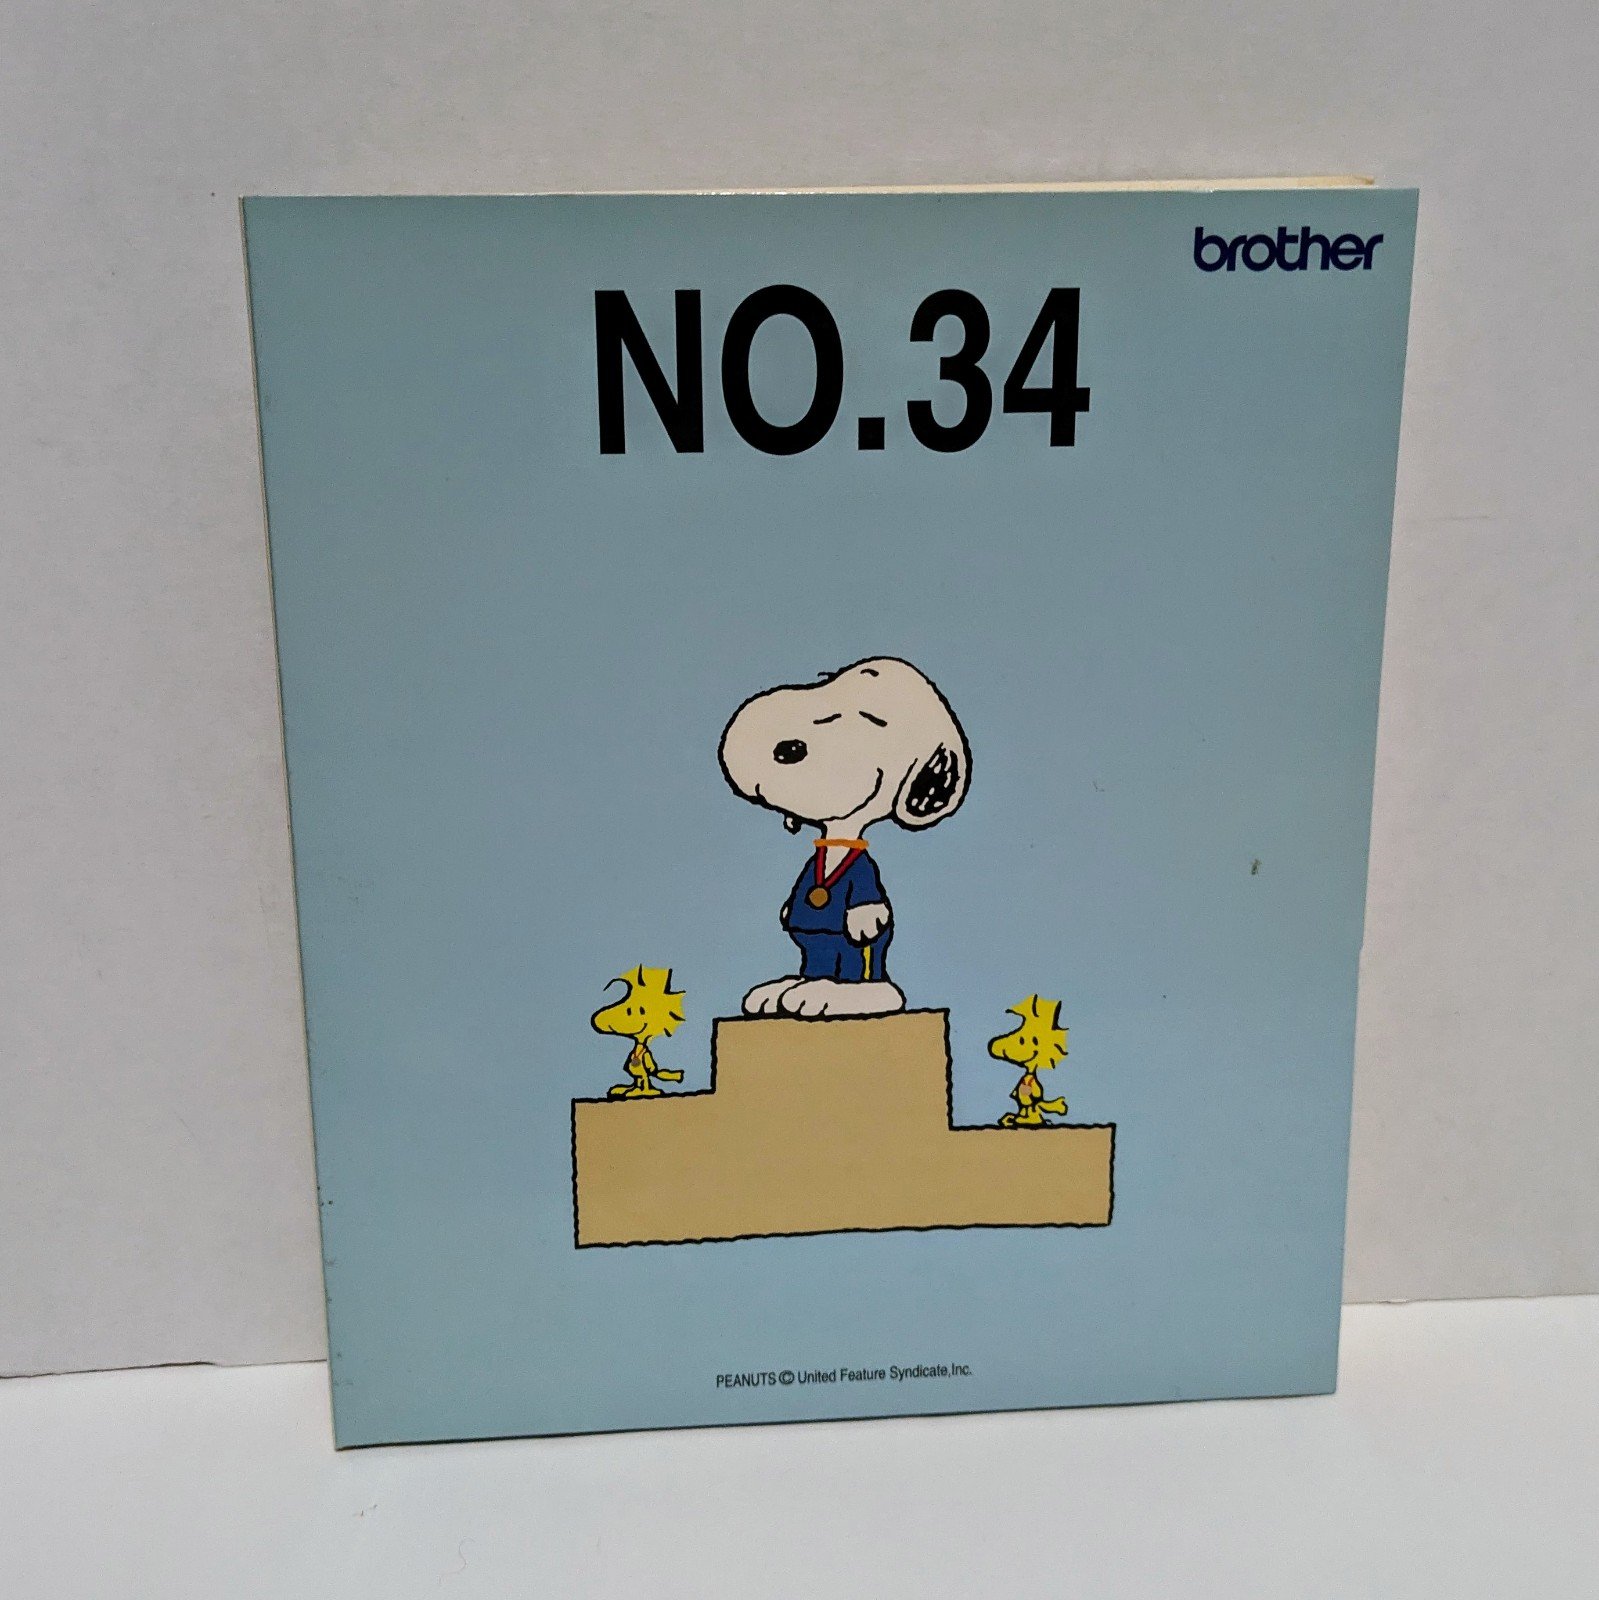 brother
NO.34
PEANUTS © United Feature Syndicate,Inc.